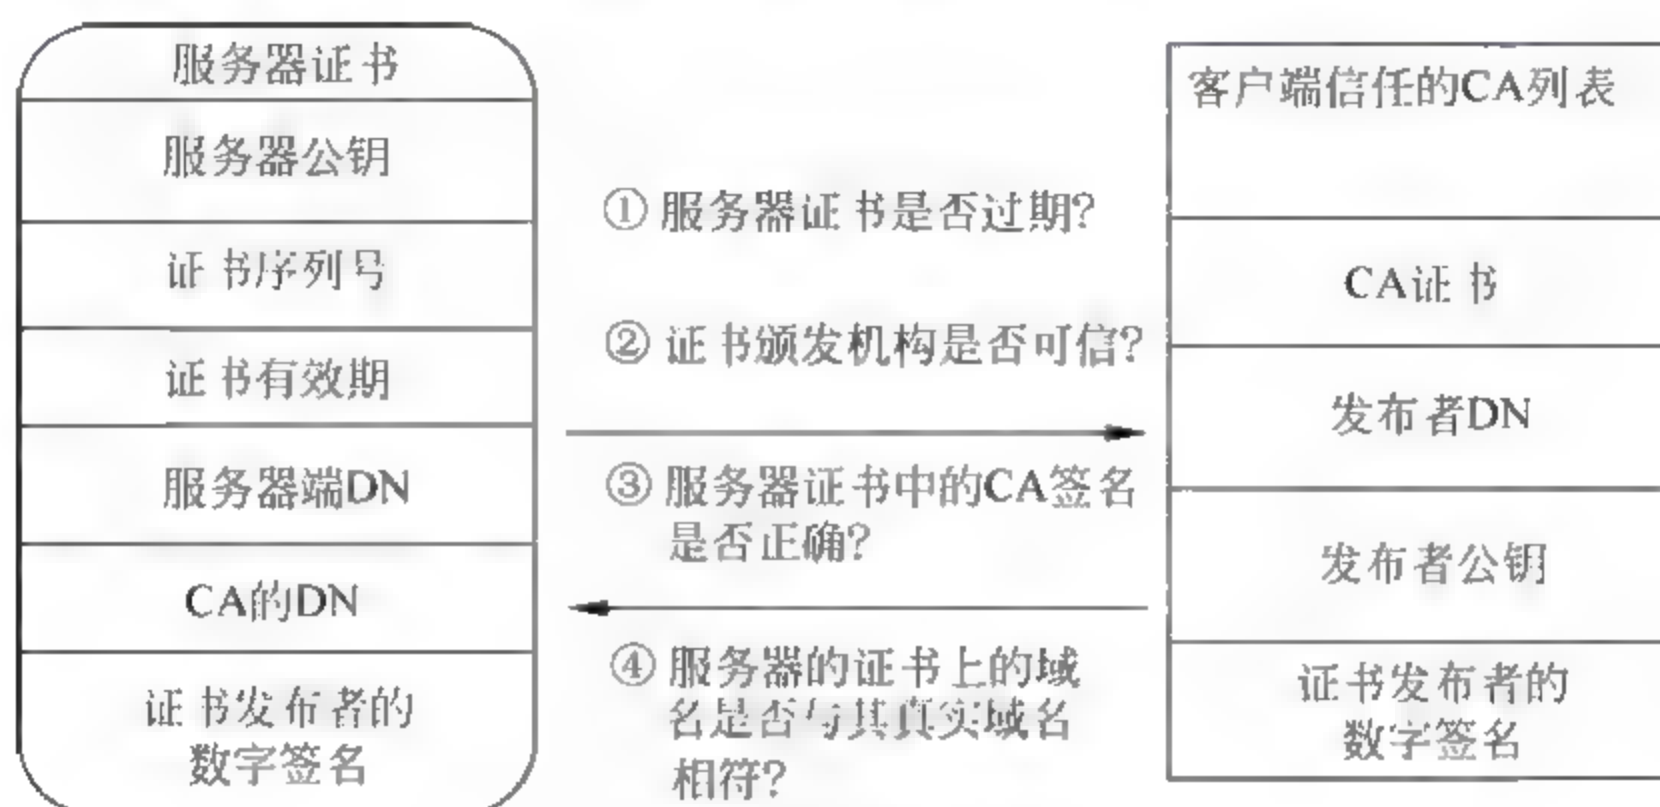 服务器证书
服务器公钥
证书序列号
证书有效期
服务器端DN
CA的DN
证书发布者的
数字签名
①服务器证书是否过期?
②证书颁发机构是否可信?
③服务器证书中的CA签名
是否正确?
④服务器的证书上的域
名是否与其真实域名
相符?
客户端信任的CA列表
CA证书
发布者DN
发布者公钥
证书发布者的
数字签名